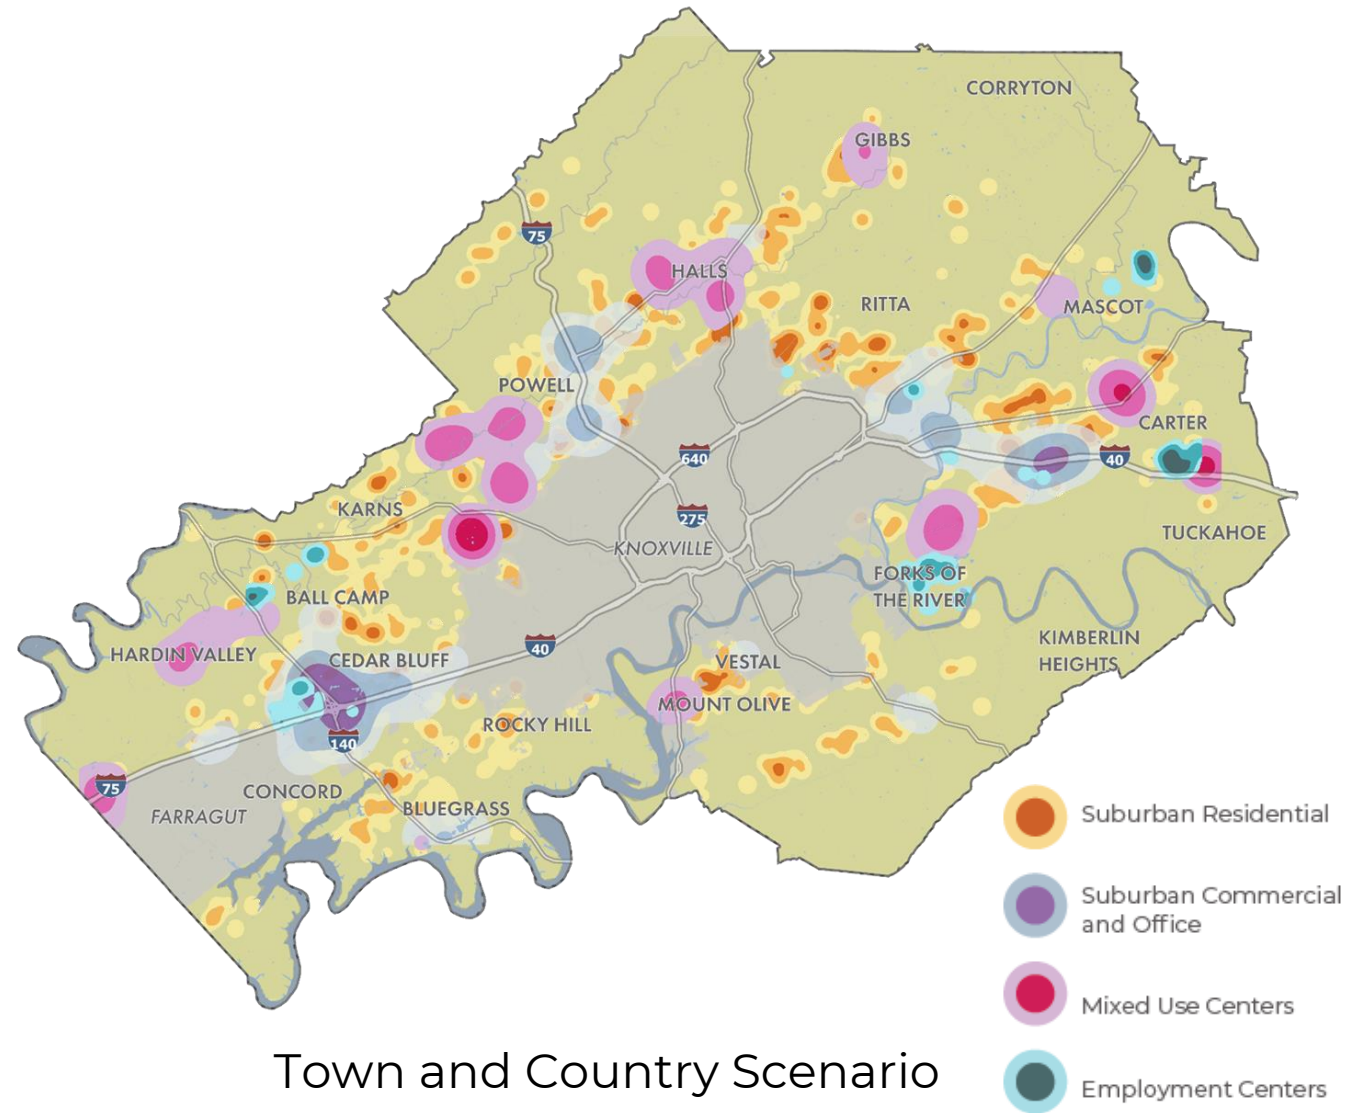 CORRYTON
GIBBS
75
HALLS
RITTA
MASCOT
POWELL
CARTER
640
40
KARNS
275
KNOXVILLE
TUCKAHOE
FORKS OF
THE RIVER
BALL CAMP
KIMBERLIN
HEIGHTS
HARDIN VALLEY
CEDAR BLUFF
40
VESTAL
MOUNT OLIVE
ROCKY HILL
140
75
CONCORD
FARRAGUT
BLUEGRASS
Suburban Residential
Suburban Commercial
and Office
Mixed Use Centers
Employment Centers
Town and Country Scenario